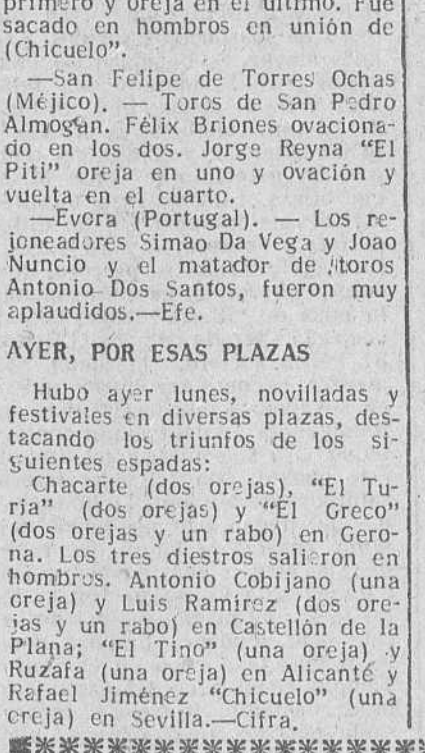 primero y oreja en el último. Fue
sacado en hombros en unión de
(Chicuelo".
—San Felipe de Torres Ochas
(Méjico). — Toros de San Pedro
Almogan. Félix Briones ovaciona-
do en los dos. Jorge Reyna "El
Piti" oreja en uno y ovación y
vuelta en el cuarto.
—Evora (Portugal). — Los re-
joneadores Simao Da Vega y Joao
Nuncio y el matador de toros
Antonio Dos Santos, fueron muy
aplaudidos.—Efe.
AYER, POR ESAS PLAZAS
Hubo ayer lunes, novilladas y
festivales en diversas plazas, des-
tacando los triunfos de los si-
guientes espadas:
Chacarte (dos orejas), "El Tu-
ria" (dos orejas) y "El Greco"
(dos orejas y un rabo) en Gero-
na. Los tres diestros salieron en
hombros. Antonio Cobijano (una
oreja) y Luis Ramírez (dos ore-
jas y un rabo) en Castellón de la
Plana; "El Tino" (una oreja) y
Ruzafa (una oreja) en Alicante y
Rafael Jiménez "Chicuelo" (una
oreja) en Sevilla.—Cifra.